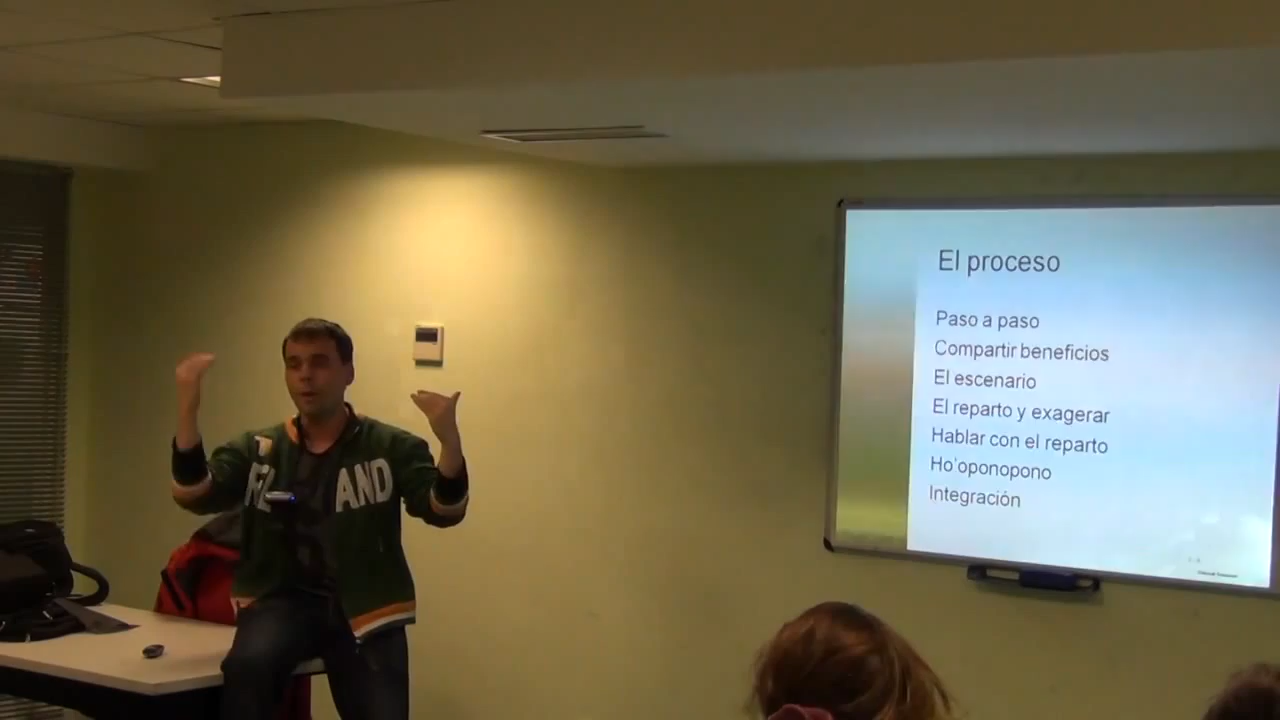 El proceso
Paso a paso
Compartir beneficios
El escenario
El reparto y exagerar
Hablar con el reparto
Ho'oponopono
Integración
AND